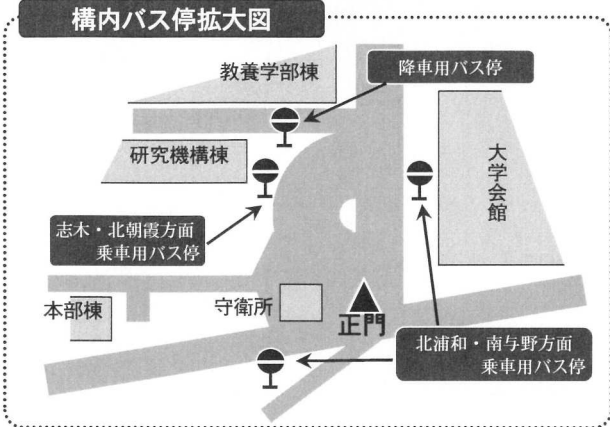 構内バス停拡大図
教養学部棟
降車用バス停
研究機構棟
大学会館
志木・北朝霞方面
乗車用バス停
本部棟
守衛所
正門
北浦和・南与野方面
乗車用バス停